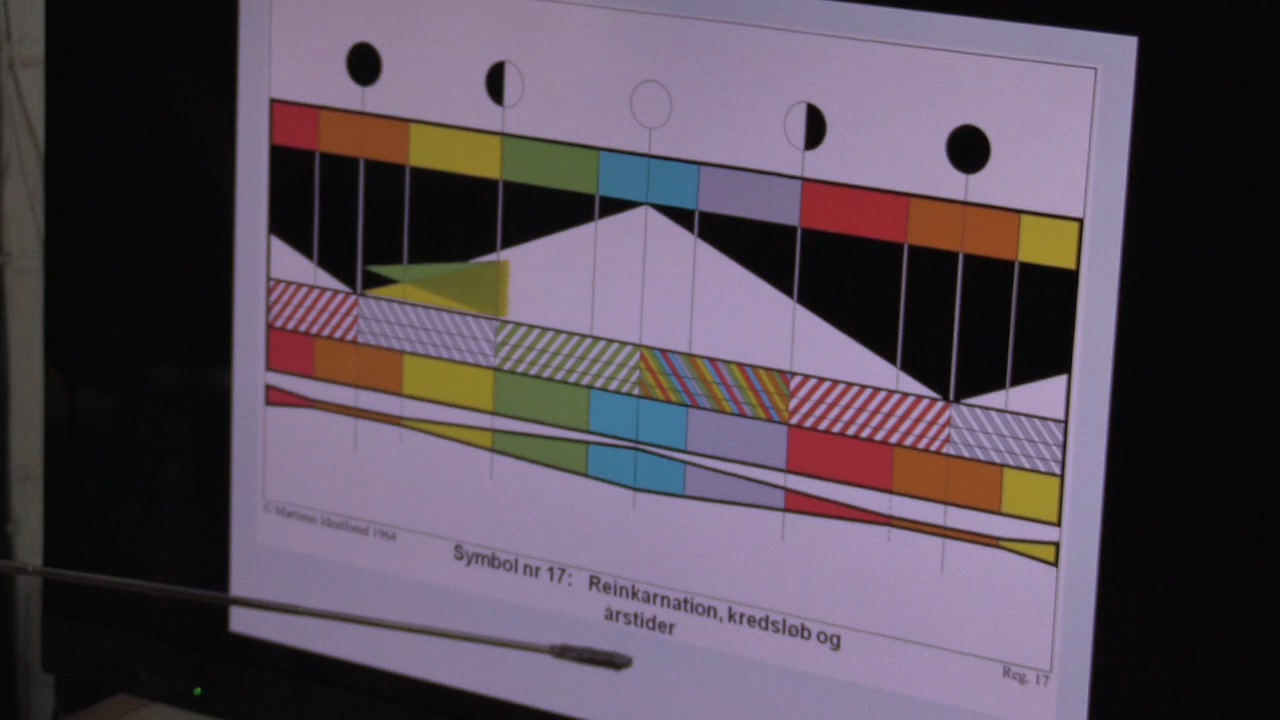 © Martinus Idealfond 1964
Symbol nr 17: Reinkarnation, kredsløb og
årstider
Reg. 17